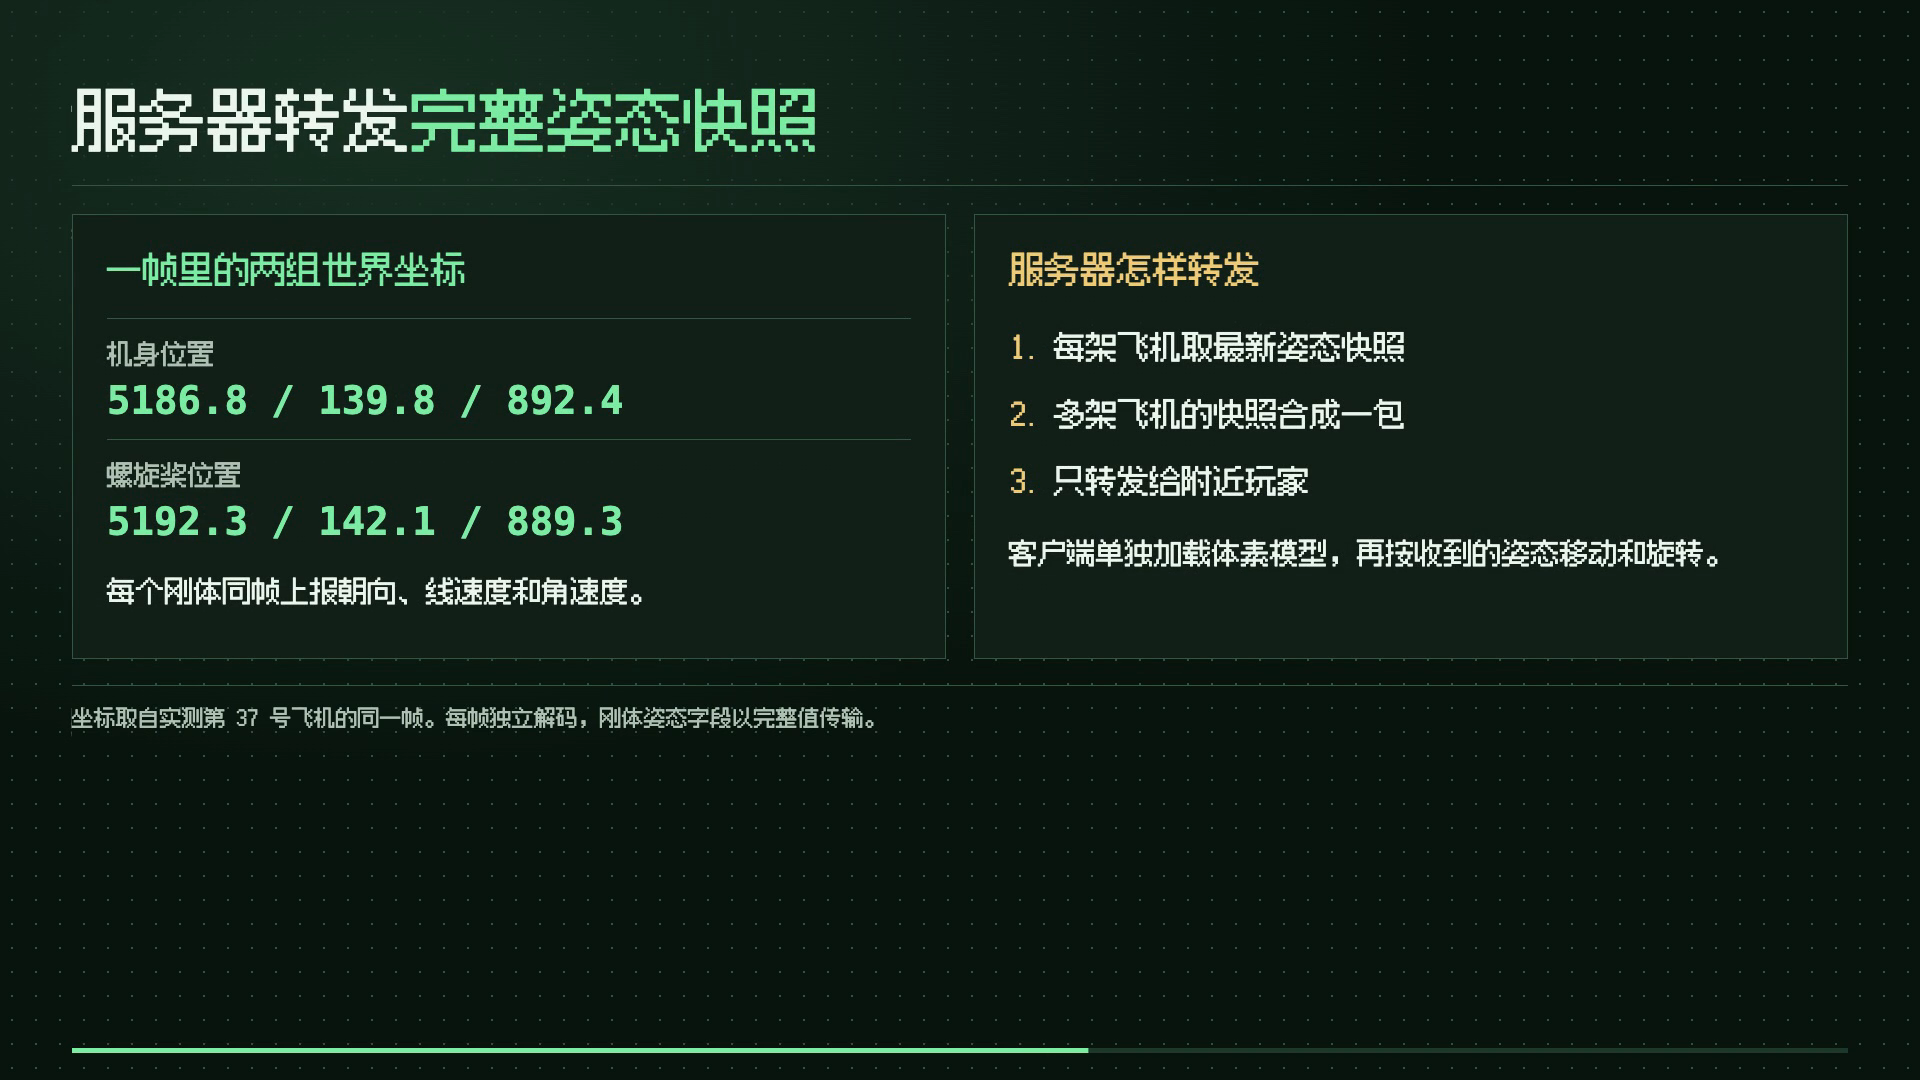 服务器转发完整姿态快照
一帧里的两组世界坐标
机身位置
5186.8 / 139.8 / 892.4
螺旋桨位置
5192.3 / 142.1 / 889.3
每个刚体同帧上报朝向、线速度和角速度。
服务器怎样转发
1. 每架飞机取最新姿态快照
2. 多架飞机的快照合成一包
3. 只转发给附近玩家
客户端单独加载体素模型，再按收到的姿态移动和旋转。
坐标取自实测第 37 号飞机的同一帧。每帧独立解码，刚体姿态字段以完整值传输。